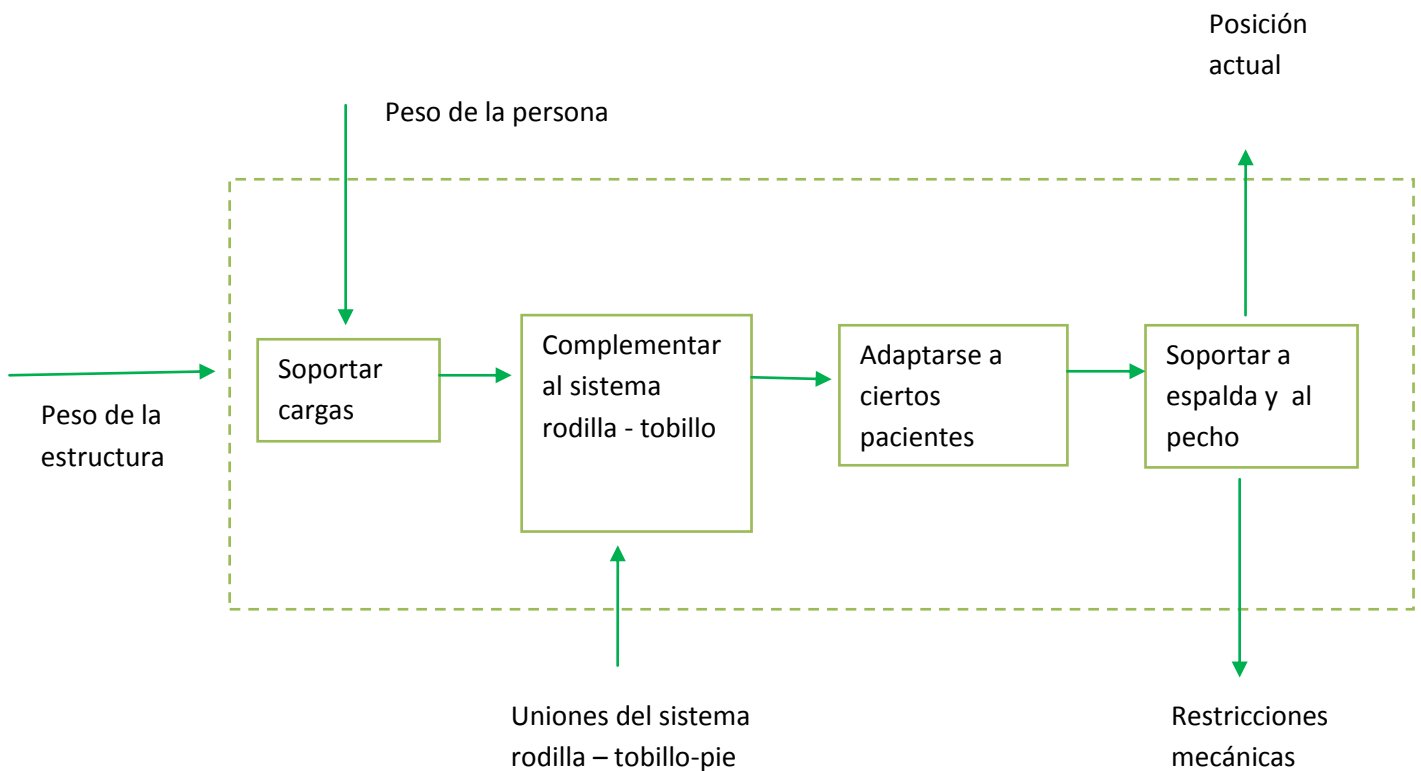 Posición
actual
Peso de la persona
Soportar
cargas
Complementar
al sistema
rodilla - tobillo
Adaptarse a
ciertos
pacientes
Soportar a
espalda y al
pecho
Peso de la
estructura
Uniones del sistema
rodilla – tobillo-pie
Restricciones
mecánicas